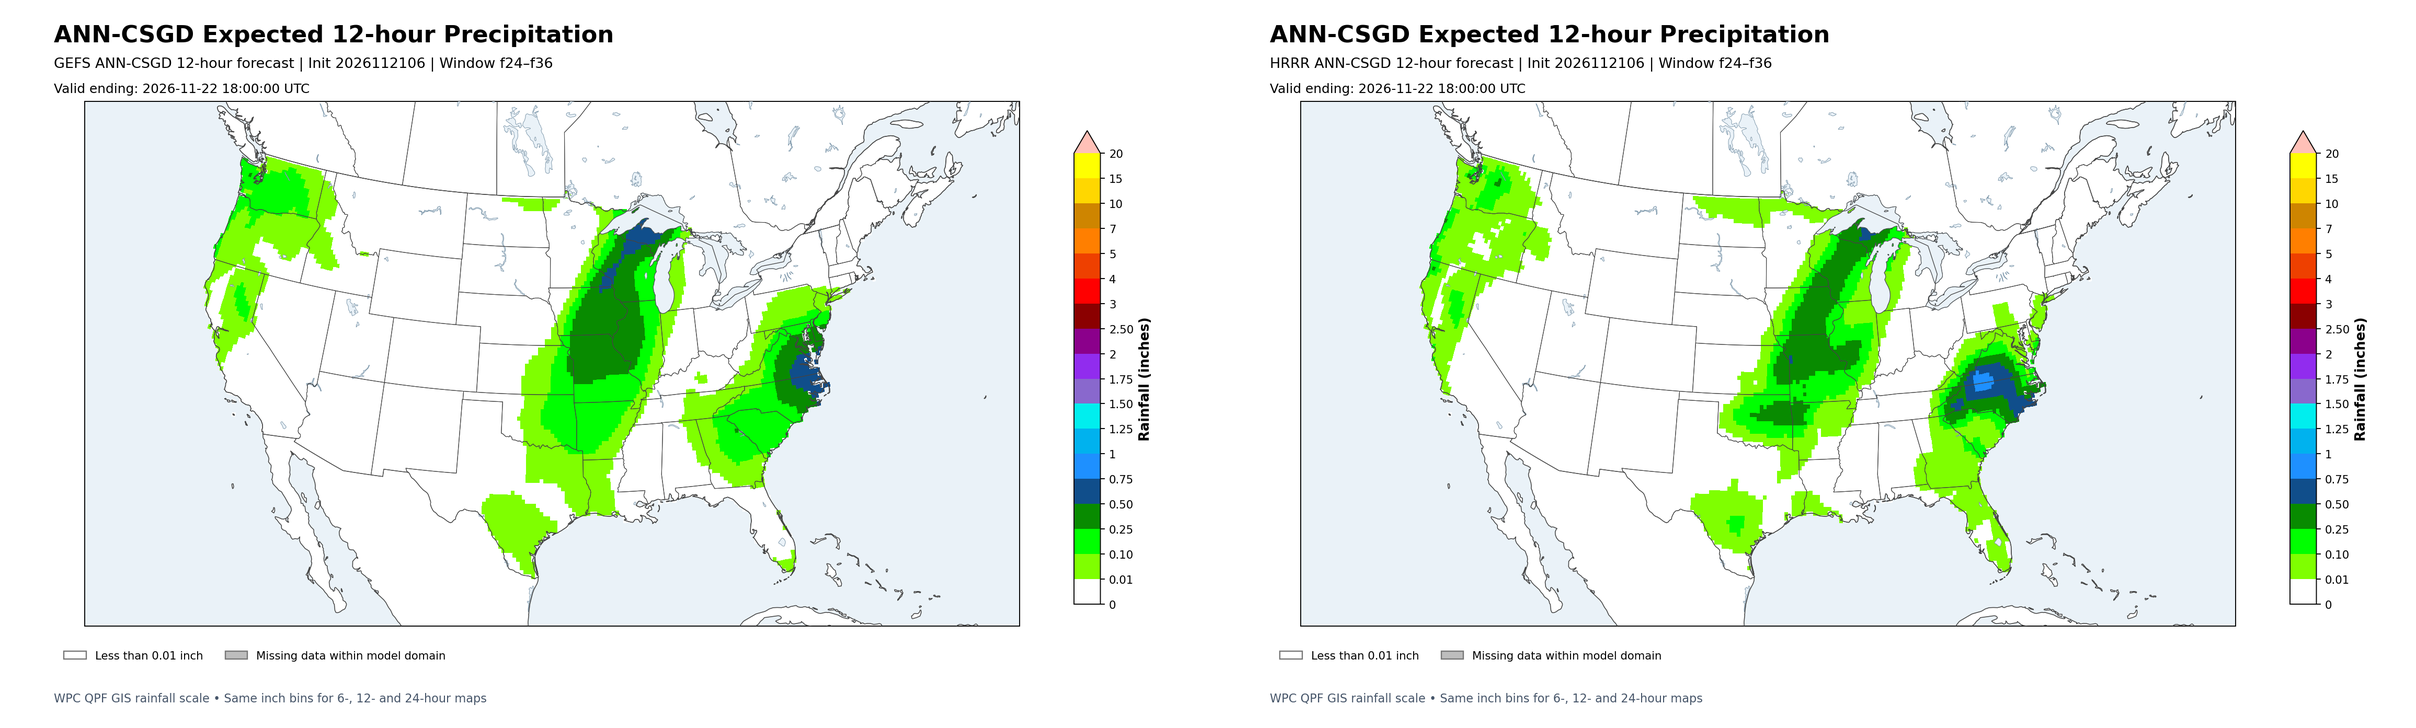 ANN-CSGD Expected 12-hour Precipitation
GEFS ANN-CSGD 12-hour forecast | Init 2026112106 | Window f24–f36
Valid ending: 2026-11-22 18:00:00 UTC
20
15
10
7
5
4
3
2.50
2
1.75
1.50
1.25
1
0.75
0.50
0.25
0.10
0.01
0
Rainfall (inches)
Less than 0.01 inch
Missing data within model domain
WPC QPF GIS rainfall scale • Same inch bins for 6-, 12- and 24-hour maps
ANN-CSGD Expected 12-hour Precipitation
HRRR ANN-CSGD 12-hour forecast | Init 2026112106 | Window f24–f36
Valid ending: 2026-11-22 18:00:00 UTC
20
15
10
7
5
4
3
2.50
2
1.75
1.50
1.25
1
0.75
0.50
0.25
0.10
0.01
0
Rainfall (inches)
Less than 0.01 inch
Missing data within model domain
WPC QPF GIS rainfall scale • Same inch bins for 6-, 12- and 24-hour maps